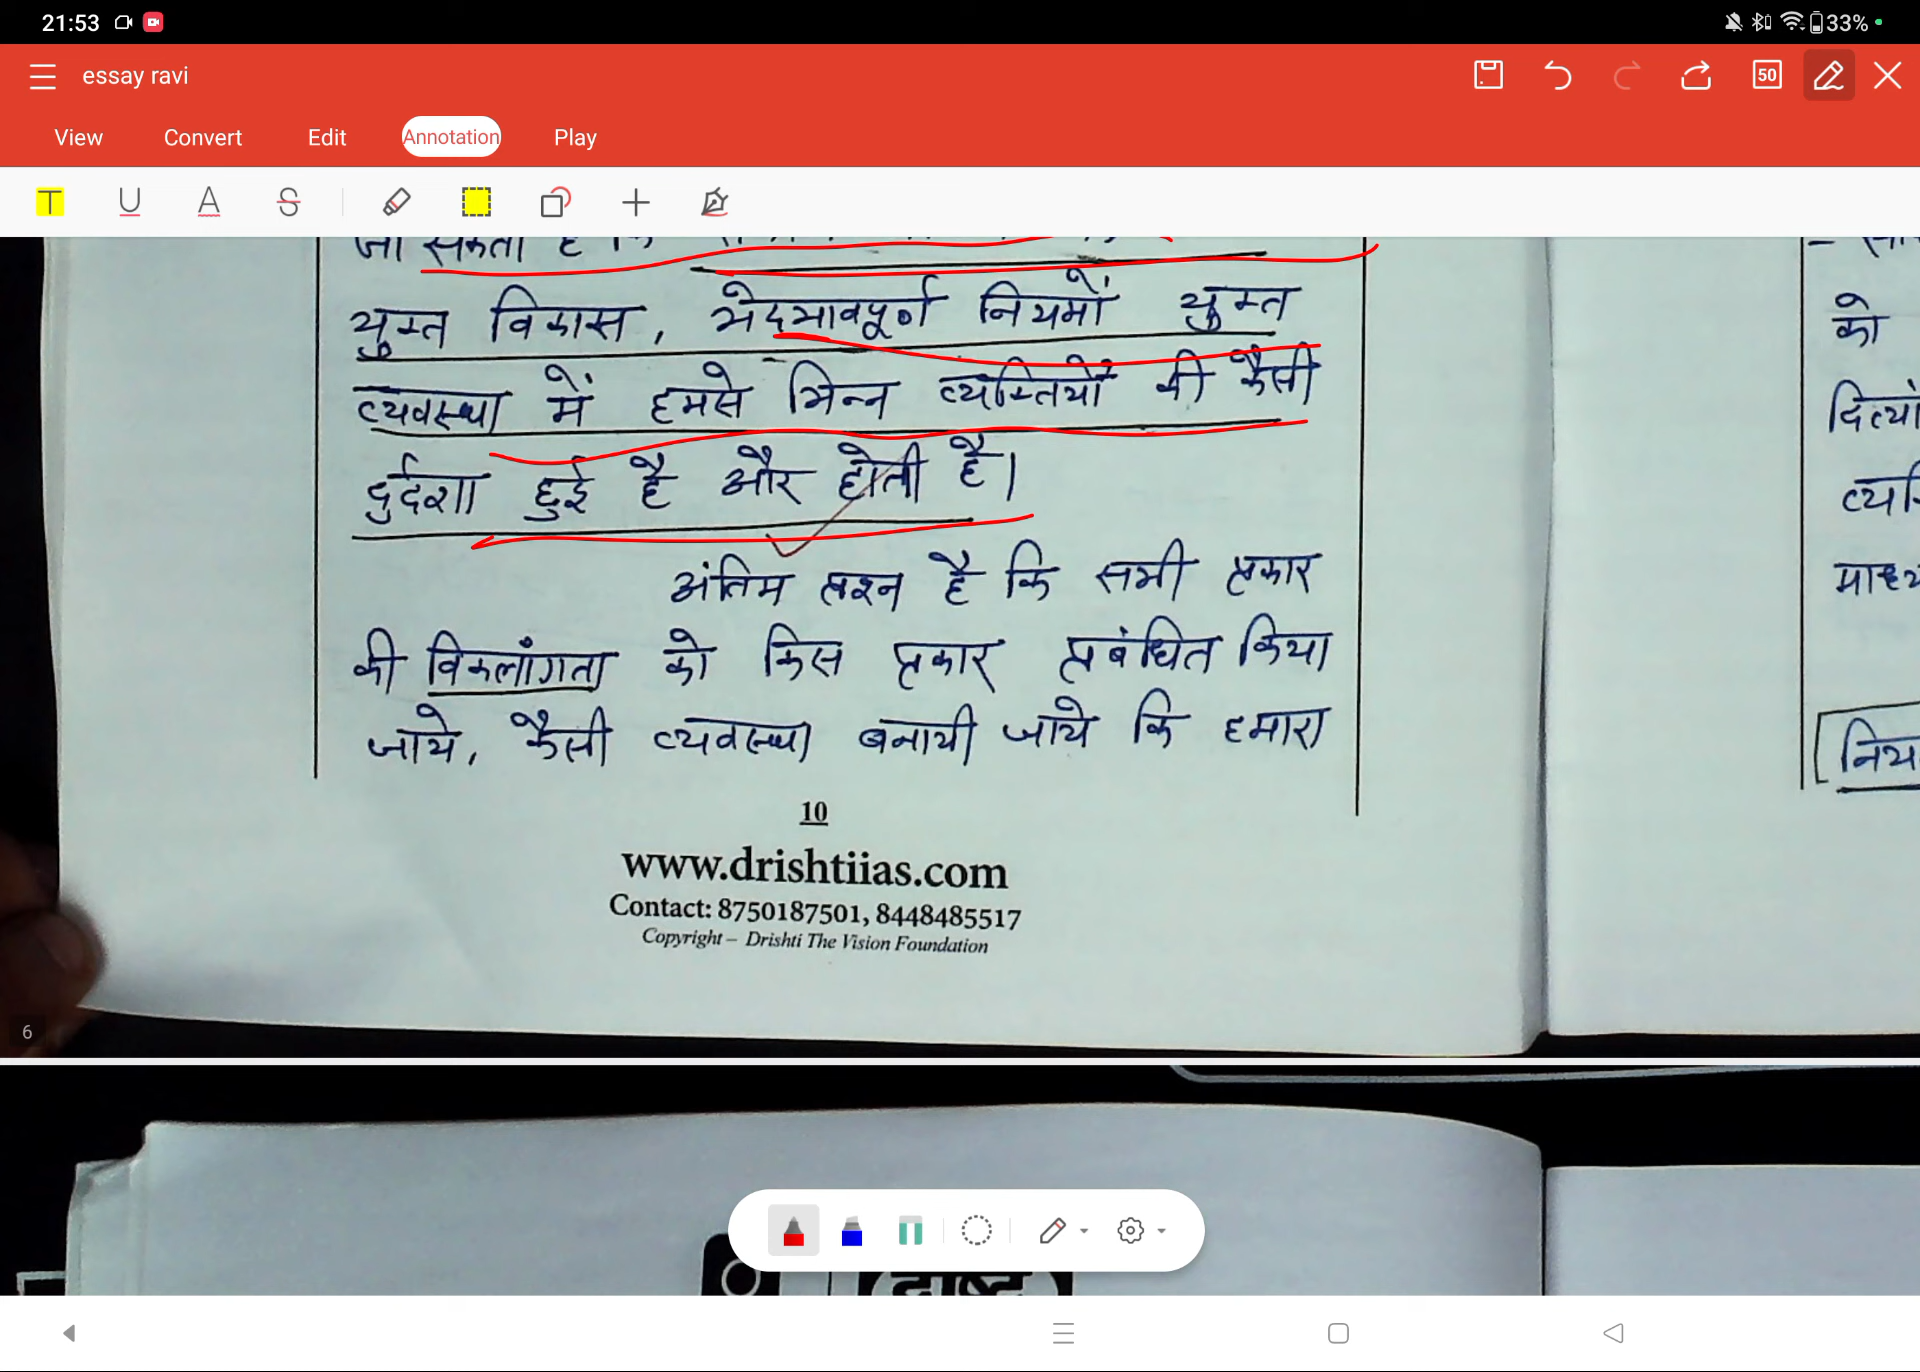 21:53
33%
essay ravi
50
View Convert Edit Annotation Play
T U A S
जा सकता है कि
युक्त विकास, भेदभावपूर्ण नियमों युक्त
व्यवस्था में हमसे भिन्न व्यक्तियों की कैसी
दुर्दशा हुई है और होती है।
अंतिम प्रश्न है कि सभी प्रकार
की विकलांगता को किस प्रकार प्रबंधित किया
जाये, कैसी व्यवस्था बनायी जाये कि हमारा
10
www.drishtiias.com
Contact: 8750187501, 8448485517
Copyright – Drishti The Vision Foundation
को
माध्य
6